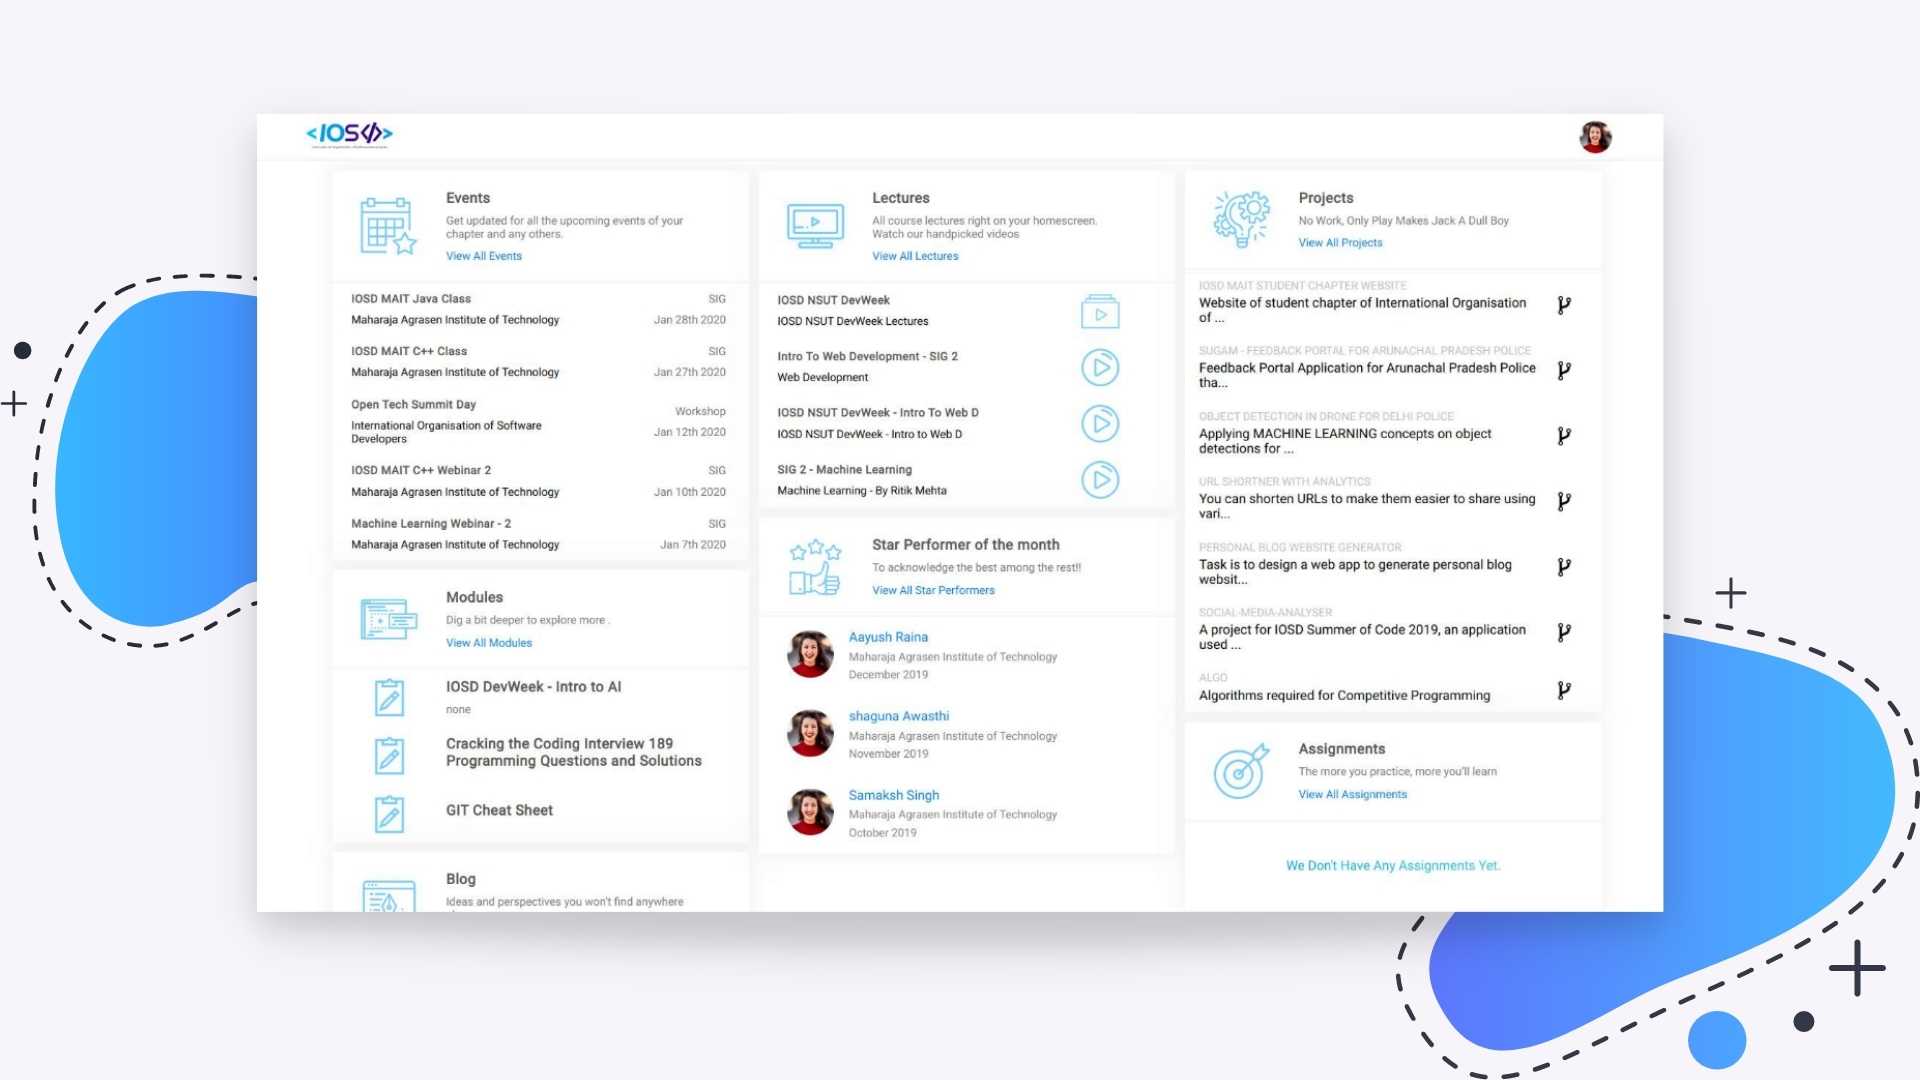 <IOS</>>
Events
Get updated for all the upcoming events of your
chapter and any others.
View All Events
IOSD MAIT Java Class
SIG
Maharaja Agrasen Institute of Technology
Jan 28th 2020
IOSD MAIT C++ Class
SIG
Maharaja Agrasen Institute of Technology
Jan 27th 2020
Open Tech Summit Day
Workshop
International Organisation of Software
Developers
Jan 12th 2020
IOSD MAIT C++ Webinar 2
SIG
Maharaja Agrasen Institute of Technology
Jan 10th 2020
Machine Learning Webinar - 2
SIG
Maharaja Agrasen Institute of Technology
Jan 7th 2020
Modules
Dig a bit deeper to explore more .
View All Modules
IOSD DevWeek - Intro to AI
none
Cracking the Coding Interview 189
Programming Questions and Solutions
GIT Cheat Sheet
Blog
Ideas and perspectives you won't find anywhere
Lectures
All course lectures right on your homescreen.
Watch our handpicked videos
View All Lectures
IOSD NSUT DevWeek
IOSD NSUT DevWeek Lectures
Intro To Web Development - SIG 2
Web Development
IOSD NSUT DevWeek - Intro To Web D
IOSD NSUT DevWeek - Intro to Web D
SIG 2 - Machine Learning
Machine Learning - By Ritik Mehta
Star Performer of the month
To acknowledge the best among the rest!!
View All Star Performers
Aayush Raina
Maharaja Agrasen Institute of Technology
December 2019
shaguna Awasthi
Maharaja Agrasen Institute of Technology
November 2019
Samaksh Singh
Maharaja Agrasen Institute of Technology
October 2019
Projects
No Work, Only Play Makes Jack A Dull Boy
View All Projects
IOSD MAIT STUDENT CHAPTER WEBSITE
Website of student chapter of International Organisation
of ...
SUGAM - FEEDBACK PORTAL FOR ARUNACHAL PRADESH POLICE
Feedback Portal Application for Arunachal Pradesh Police
tha...
OBJECT DETECTION IN DRONE FOR DELHI POLICE
Applying MACHINE LEARNING concepts on object
detections for ...
URL SHORTNER WITH ANALYTICS
You can shorten URLs to make them easier to share using
vari...
PERSONAL BLOG WEBSITE GENERATOR
Task is to design a web app to generate personal blog
websit...
SOCIAL-MEDIA-ANALYSER
A project for IOSD Summer of Code 2019, an application
used ...
ALGO
Algorithms required for Competitive Programming
Assignments
The more you practice, more you'll learn
View All Assignments
We Don't Have Any Assignments Yet.